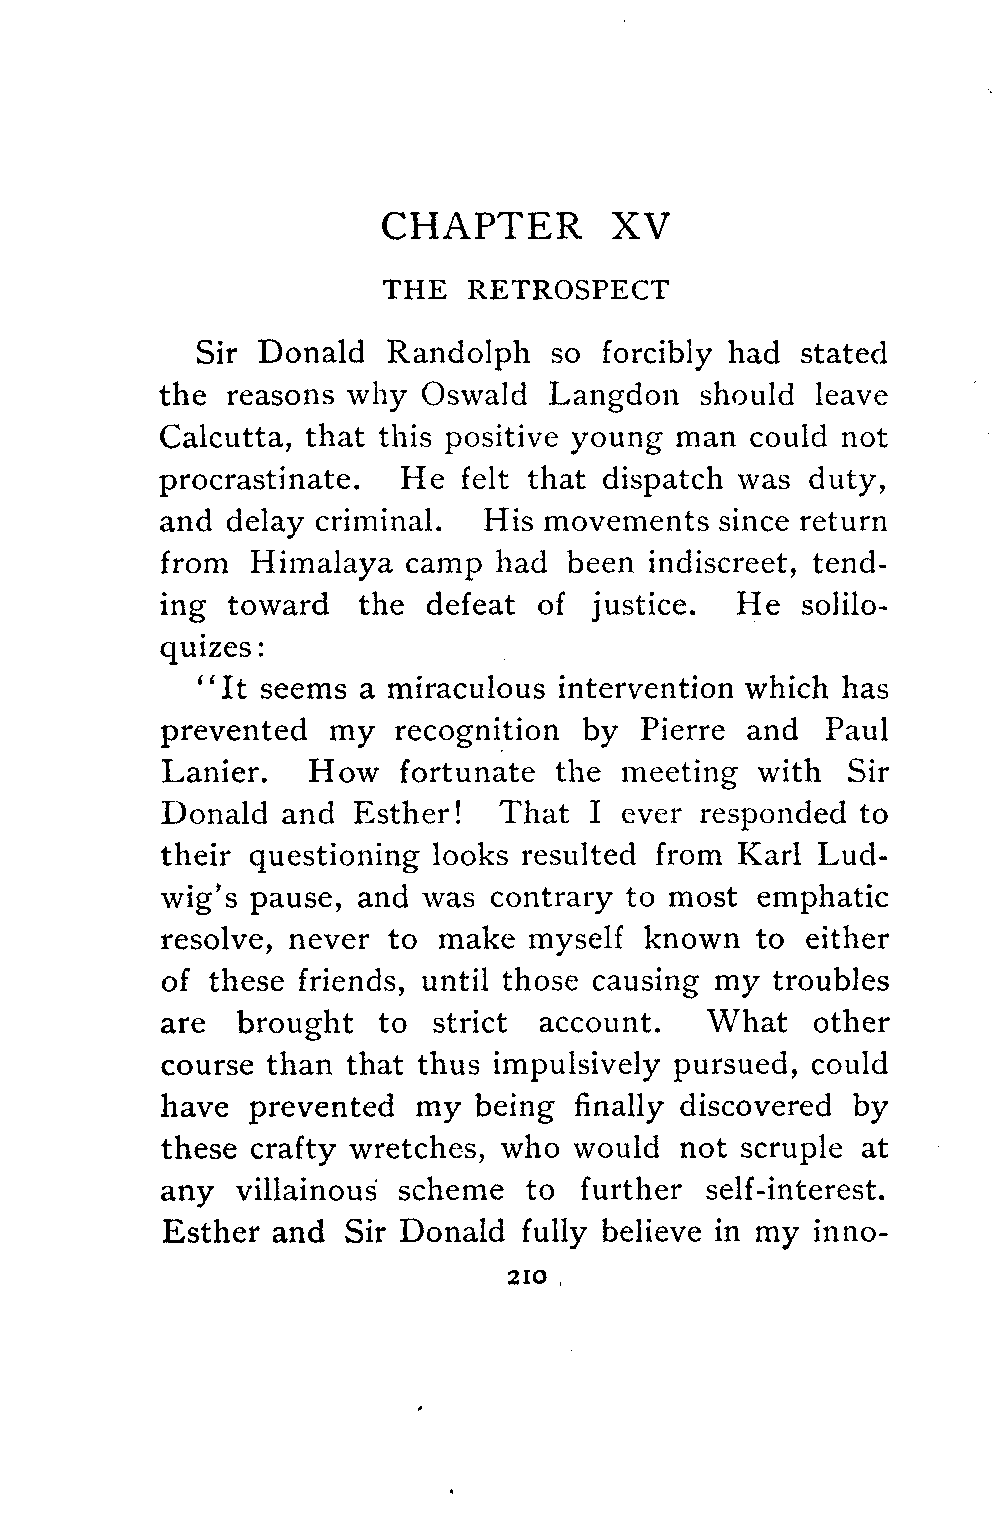 CHAPTER XV
THE RETROSPECT
Sir Donald Randolph so forcibly had stated
the reasons why Oswald Langdon should leave
Calcutta, that this positive young man could not
procrastinate. He felt that dispatch was duty,
and delay criminal. His movements since return
from Himalaya camp had been indiscreet, tend-
ing toward the defeat of justice. He solilo-
quizes:
"It seems a miraculous intervention which has
prevented my recognition by Pierre and Paul
Lanier. How fortunate the meeting with Sir
Donald and Esther! That I ever responded to
their questioning looks resulted from Karl Lud-
wig's pause, and was contrary to most emphatic
resolve, never to make myself known to either
of these friends, until those causing my troubles
are brought to strict account. What other
course than that thus impulsively pursued, could
have prevented my being finally discovered by
these crafty wretches, who would not scruple at
any villainous scheme to further self-interest.
Esther and Sir Donald fully believe in my inno-
210